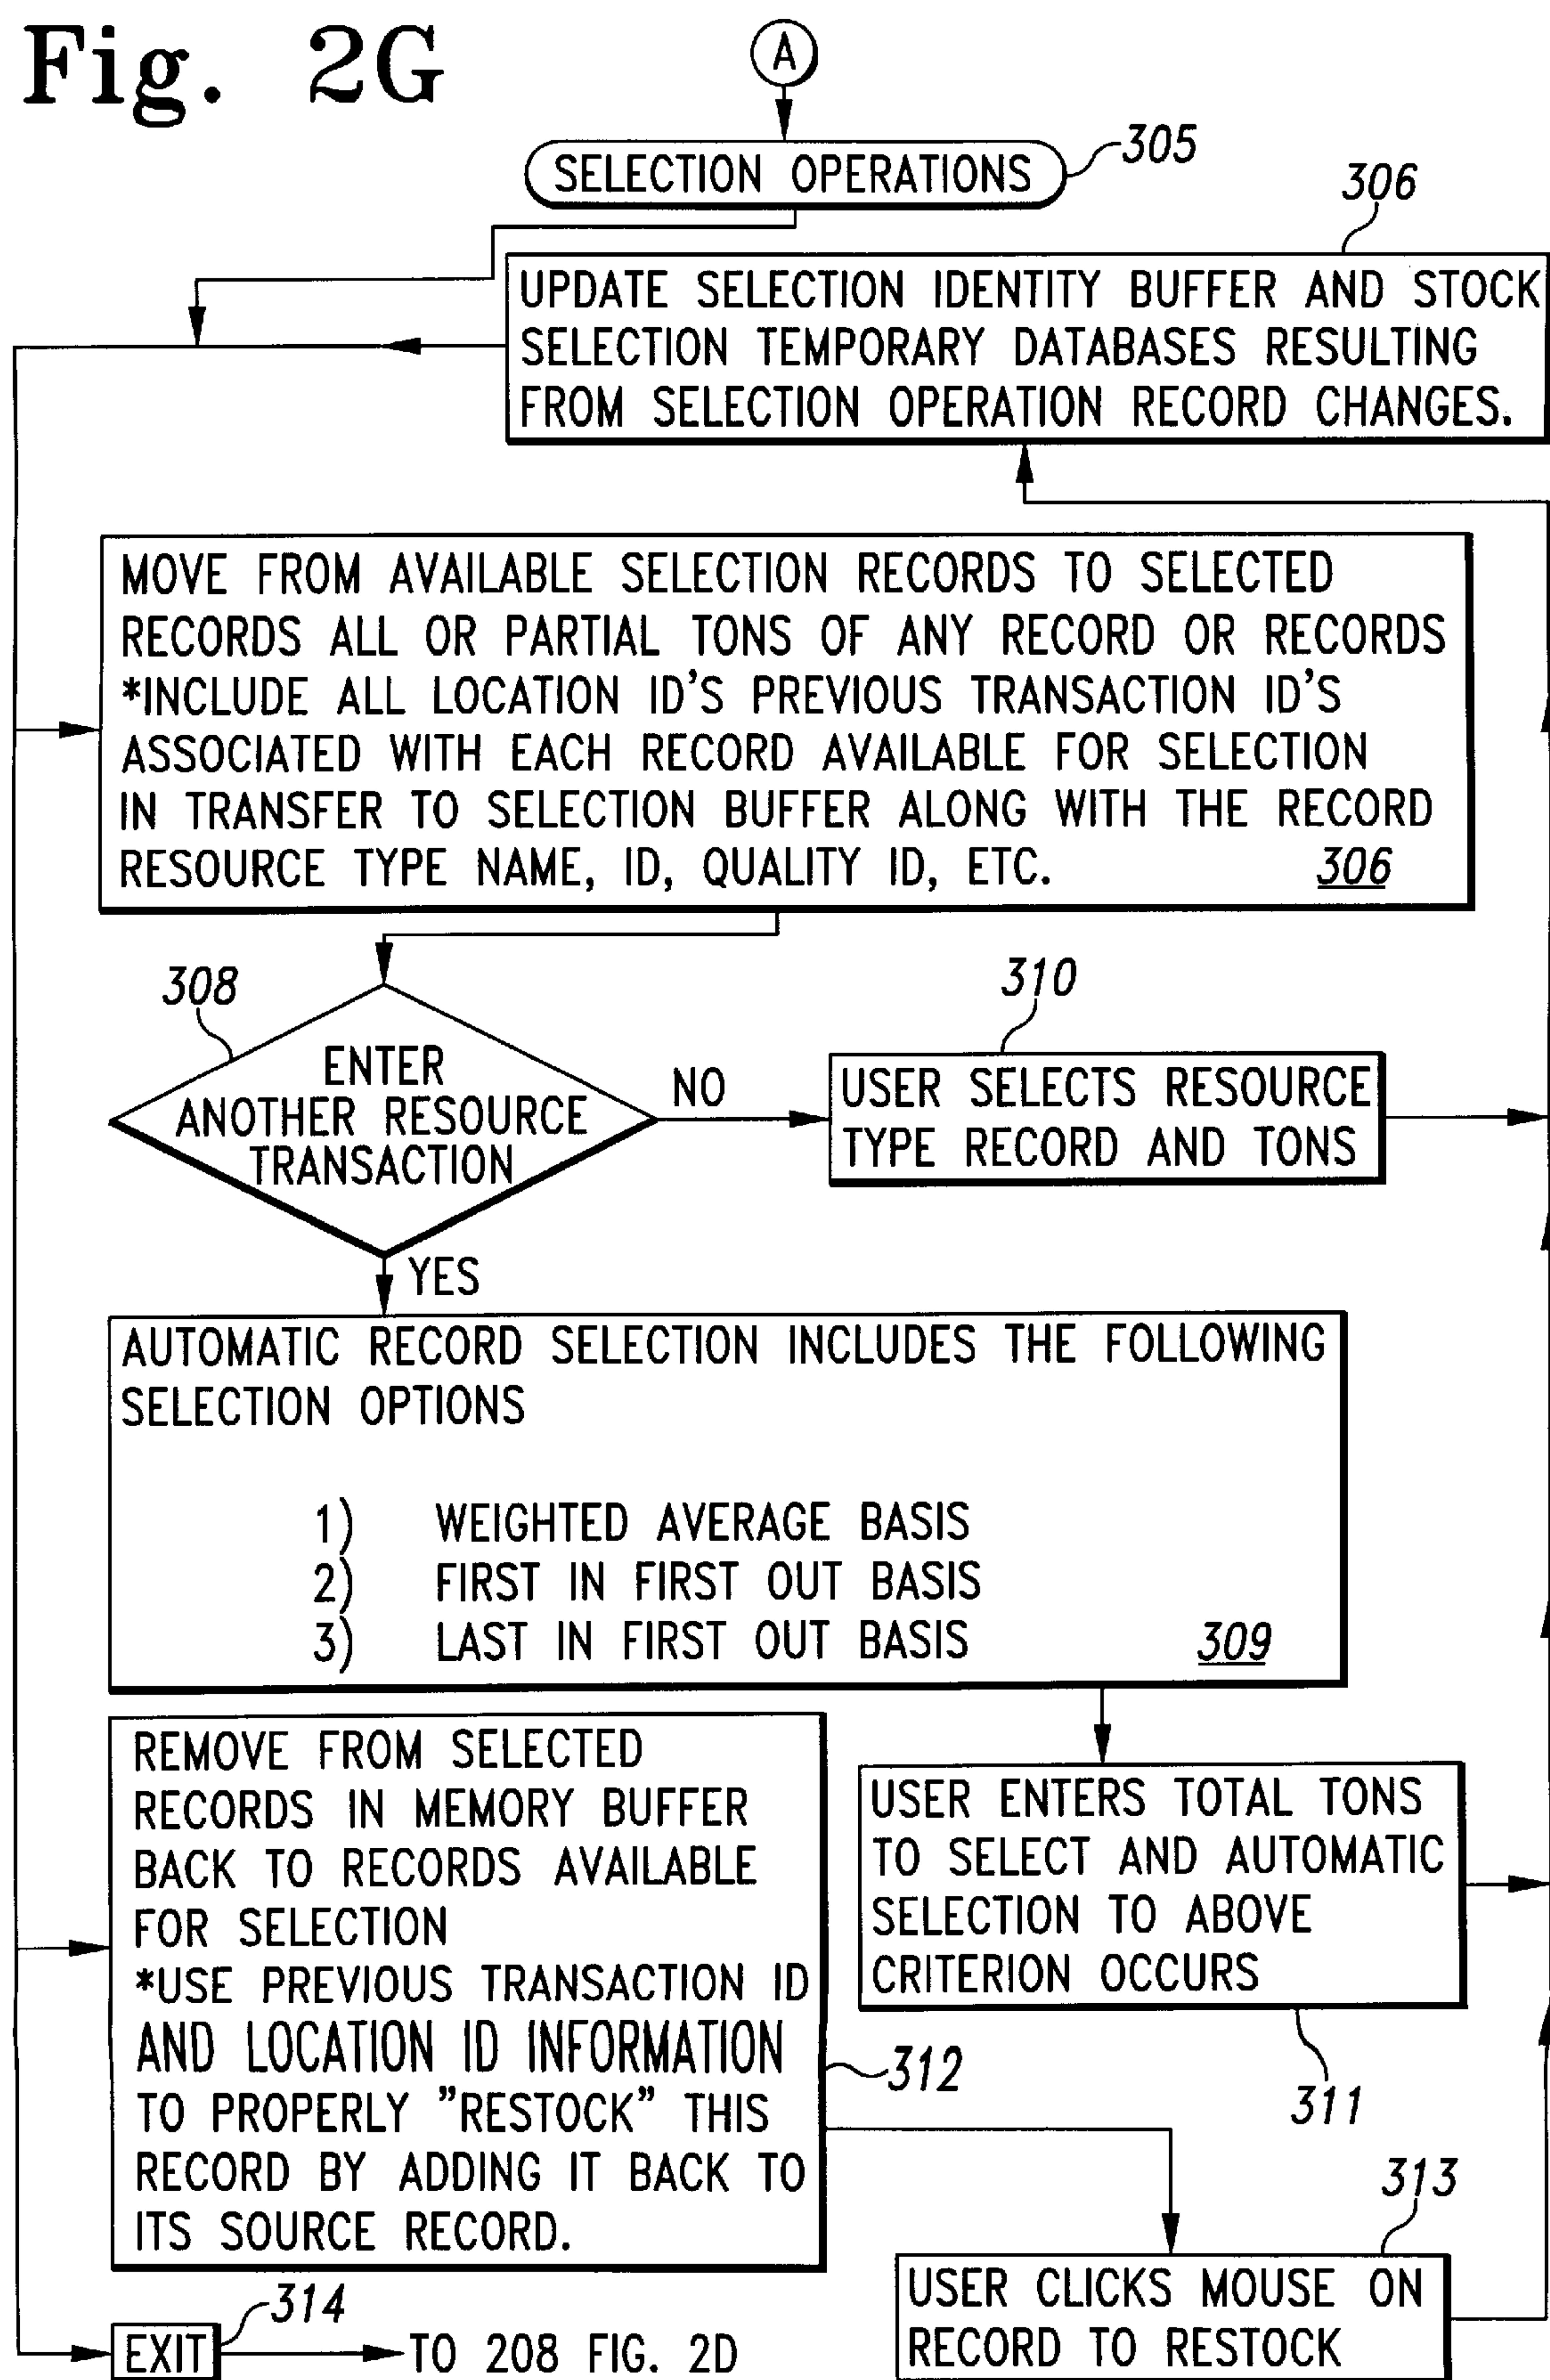 Fig. 2G
A
SELECTION OPERATIONS
305
306
UPDATE SELECTION IDENTITY BUFFER AND STOCK
SELECTION TEMPORARY DATABASES RESULTING
FROM SELECTION OPERATION RECORD CHANGES.
MOVE FROM AVAILABLE SELECTION RECORDS TO SELECTED
RECORDS ALL OR PARTIAL TONS OF ANY RECORD OR RECORDS
*INCLUDE ALL LOCATION ID'S PREVIOUS TRANSACTION ID'S
ASSOCIATED WITH EACH RECORD AVAILABLE FOR SELECTION
IN TRANSFER TO SELECTION BUFFER ALONG WITH THE RECORD
RESOURCE TYPE NAME, ID, QUALITY ID, ETC.
306
308
ENTER
ANOTHER RESOURCE
TRANSACTION
NO
310
USER SELECTS RESOURCE
TYPE RECORD AND TONS
YES
AUTOMATIC RECORD SELECTION INCLUDES THE FOLLOWING
SELECTION OPTIONS
1) WEIGHTED AVERAGE BASIS
2) FIRST IN FIRST OUT BASIS
3) LAST IN FIRST OUT BASIS
309
REMOVE FROM SELECTED
RECORDS IN MEMORY BUFFER
BACK TO RECORDS AVAILABLE
FOR SELECTION
*USE PREVIOUS TRANSACTION ID
AND LOCATION ID INFORMATION
TO PROPERLY "RESTOCK" THIS
RECORD BY ADDING IT BACK TO
ITS SOURCE RECORD.
312
USER ENTERS TOTAL TONS
TO SELECT AND AUTOMATIC
SELECTION TO ABOVE
CRITERION OCCURS
311
313
USER CLICKS MOUSE ON
RECORD TO RESTOCK
314
EXIT
TO 208 FIG. 2D